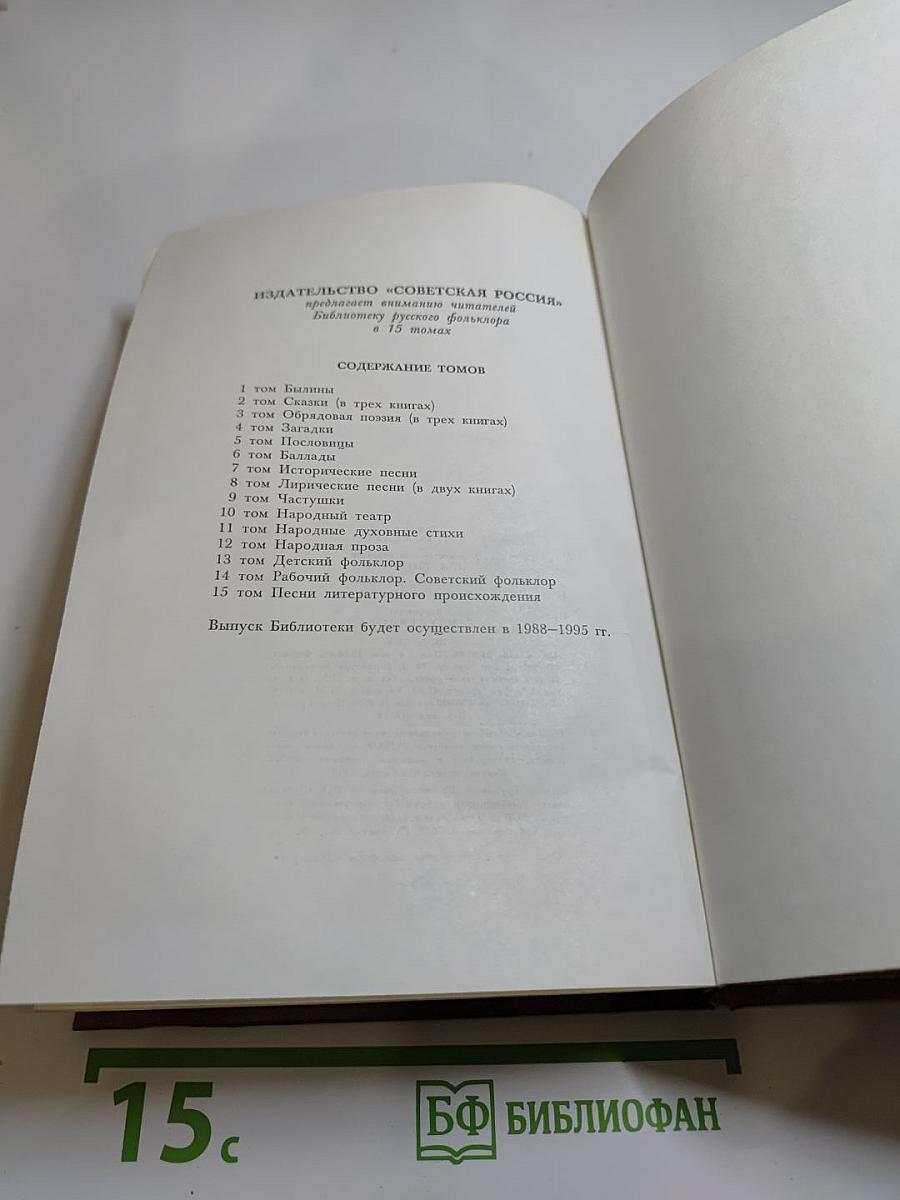 ИЗДАТЕЛЬСТВО «СОВЕТСКАЯ РОССИЯ»
предлагает вниманию читателей
Библиотеку русского фольклора
в 15 томах
СОДЕРЖАНИЕ ТОМОВ
1 том Былины
2 том Сказки (в трех книгах)
3 том Обрядовая поэзия (в трех книгах)
4 том Загадки
5 том Пословицы
6 том Баллады
7 том Исторические песни
8 том Лирические песни (в двух книгах)
9 том Частушки
10 том Народный театр
11 том Народные духовные стихи
12 том Народная проза
13 том Детский фольклор
14 том Рабочий фольклор. Советский фольклор
15 том Песни литературного происхождения
Выпуск Библиотеки будет осуществлен в 1988—1995 гг.
15 с
БФ БИБЛИОФАН